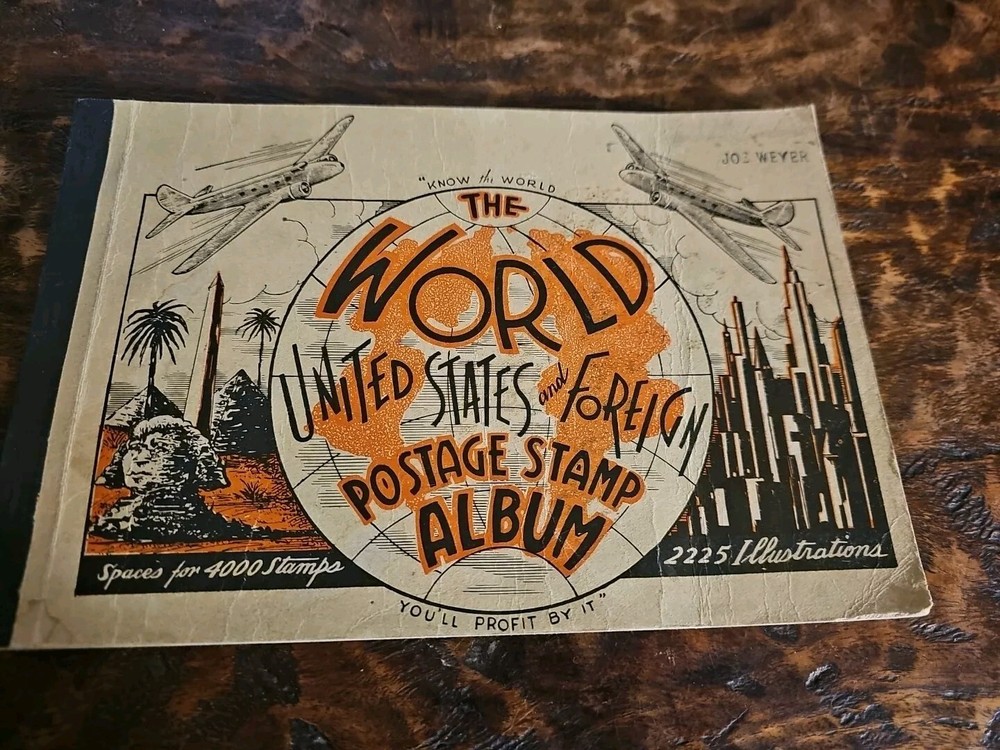 JOE WEYER
"KNOW the WORLD
THE
WORLD
UNITED STATES and FOREIGN
POSTAGE STAMP
ALBUM
Spaces for 4000 Stamps
2225 Illustrations
YOU'LL PROFIT BY IT"